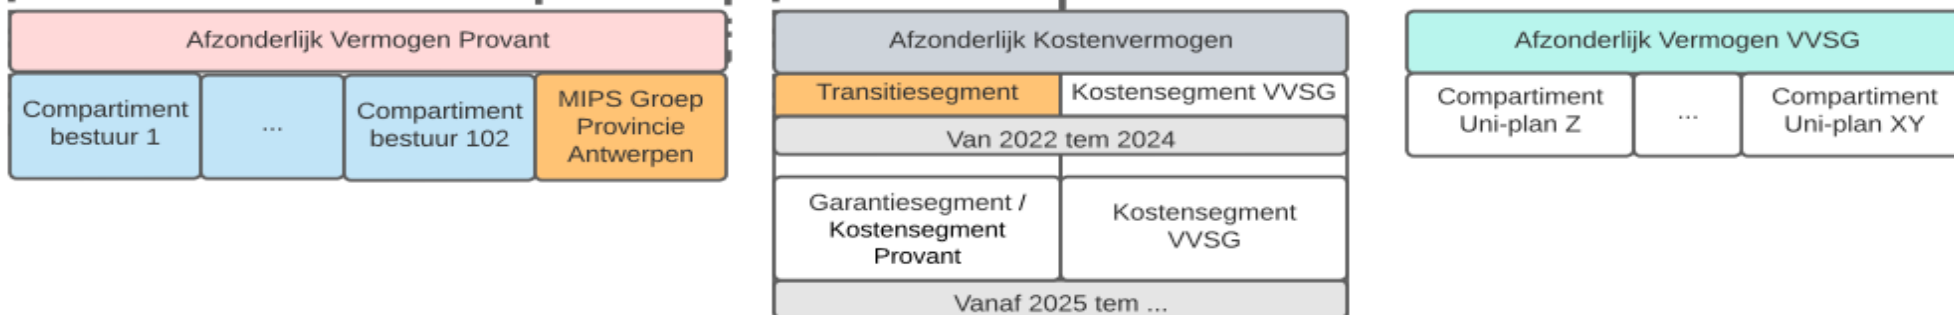 Afzonderlijk Vermogen Provant
Compartiment
bestuur 1
...
Compartiment
bestuur 102
MIPS Groep
Provincie
Antwerpen
Afzonderlijk Kostenvermogen
Transitiesegment
Kostensegment VVSG
Van 2022 tem 2024
Garantiesegment /
Kostensegment
Provant
Kostensegment
VVSG
Vanaf 2025 tem ...
Afzonderlijk Vermogen VVSG
Compartiment
Uni-plan Z
...
Compartiment
Uni-plan XY